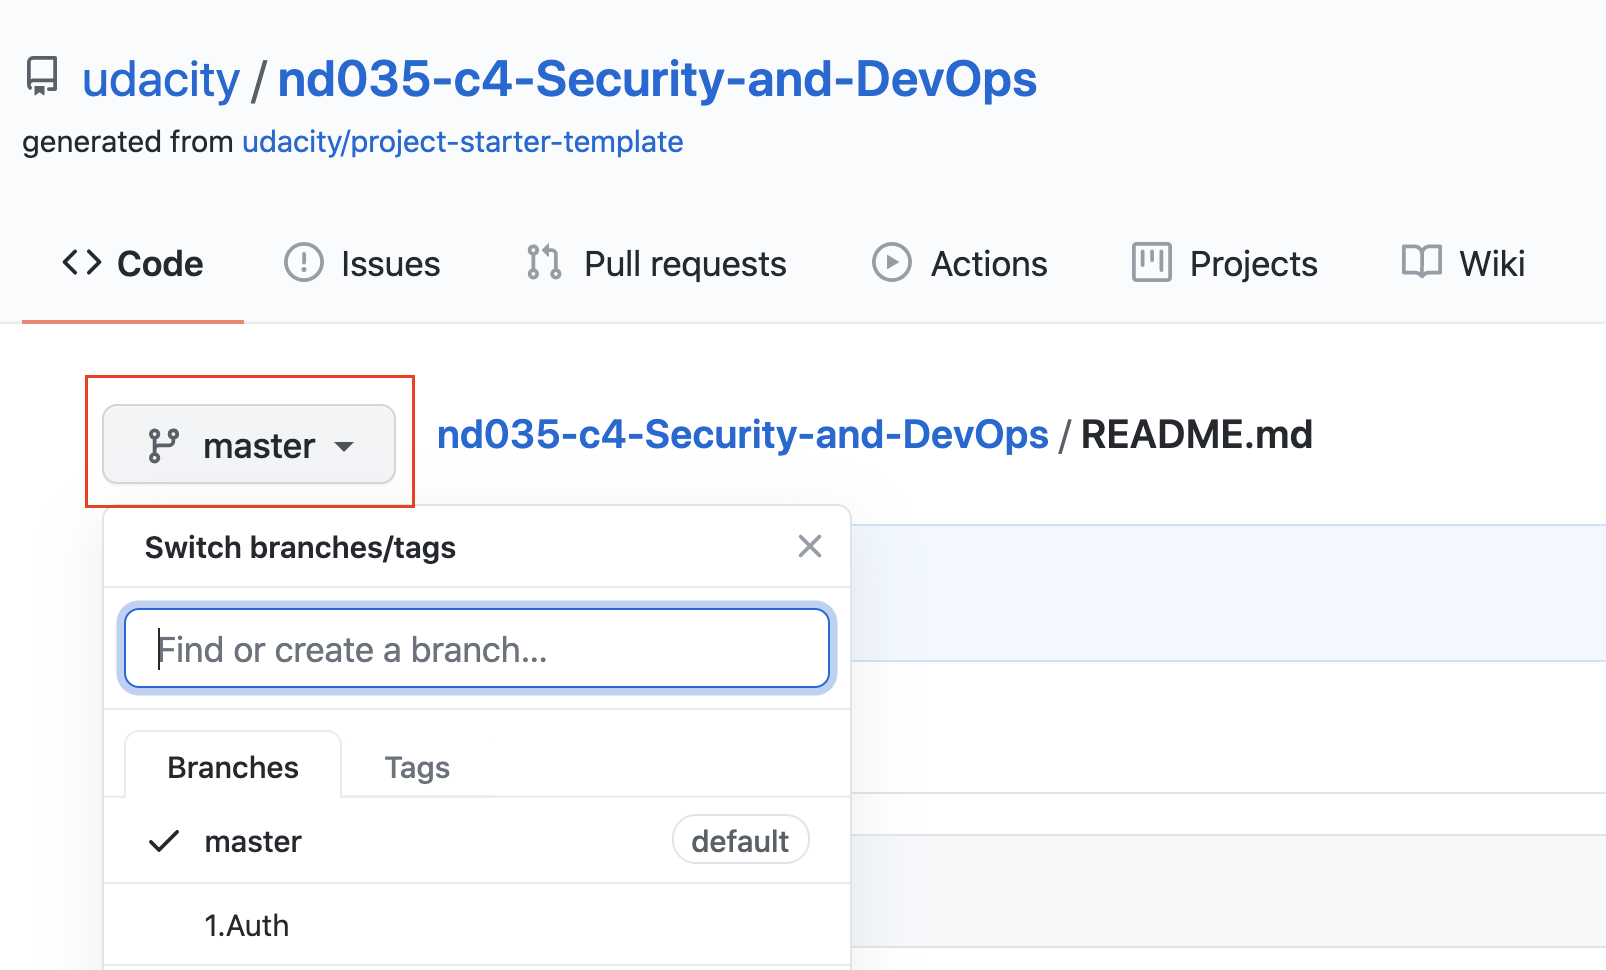 udacity / nd035-c4-Security-and-DevOps
generated from udacity/project-starter-template
Code Issues Pull requests Actions Projects Wiki
master nd035-c4-Security-and-DevOps / README.md
Switch branches/tags
Find or create a branch...
Branches Tags
master default
1.Auth